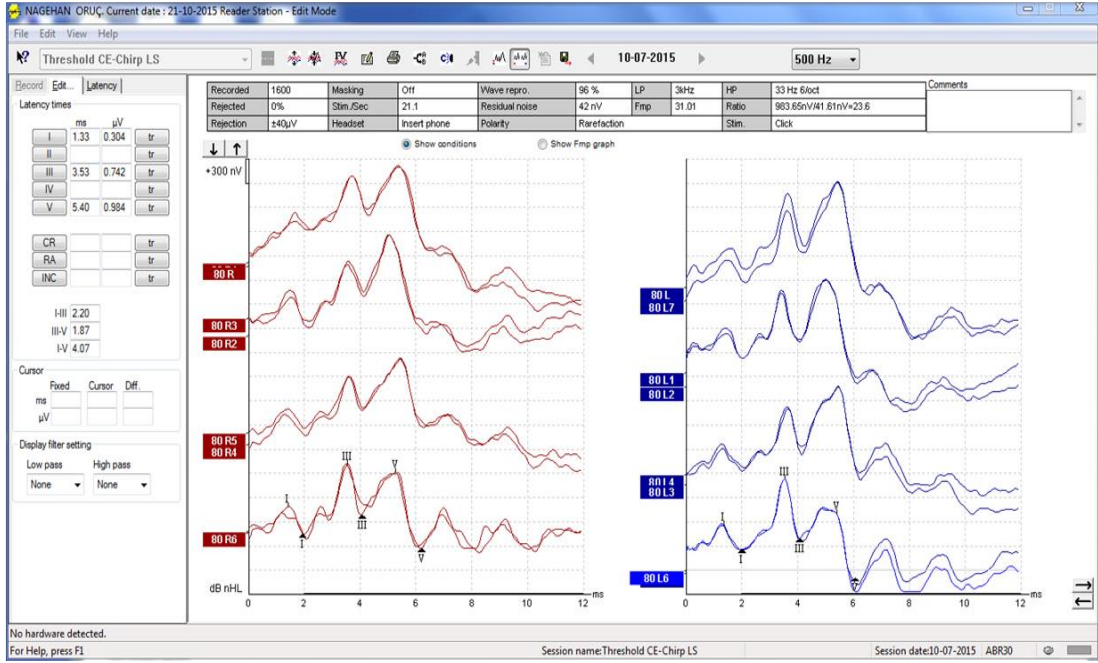 NAGEHAN ORUÇ. Current date : 21-10-2015 Reader Station - Edit Mode
File Edit View Help
Threshold CE-Chirp LS 10-07-2015 500 Hz
Record Edit... Latency
Latency times
ms µV
I 1.33 0.304 tr
II tr
III 3.53 0.742 tr
IV tr
V 5.40 0.984 tr
CR tr
RA tr
INC tr
I-III 2.20
III-V 1.87
I-V 4.07
Cursor
Fixed Cursor Diff.
ms
µV
Display filter setting
Low pass High pass
None None
Recorded 1600 Masking Off Wave repro. 96 % LP 3kHz HP 33 Hz 6/oct
Rejected 0% Stim./Sec 21.1 Residual noise 42 nV Fmp 31.01 Ratio 983.65nV/41.61nV=23.6
Rejection ±40µV Headset Insert phone Polarity Rarefaction Stim. Click
Comments
Show conditions Show Fmp graph
+300 nV
80 R
80 R3
80 R2
80 R5
80 R4
80 R6
I III V
I III V
dB nHL
0 2 4 6 8 10 12 ms
80 L
80 L7
80 L1
80 L2
80 L4
80 L3
80 L6
I III V
I III V
0 2 4 6 8 10 12 ms
No hardware detected.
For Help, press F1 Session name:Threshold CE-Chirp LS Session date:10-07-2015 ABR30